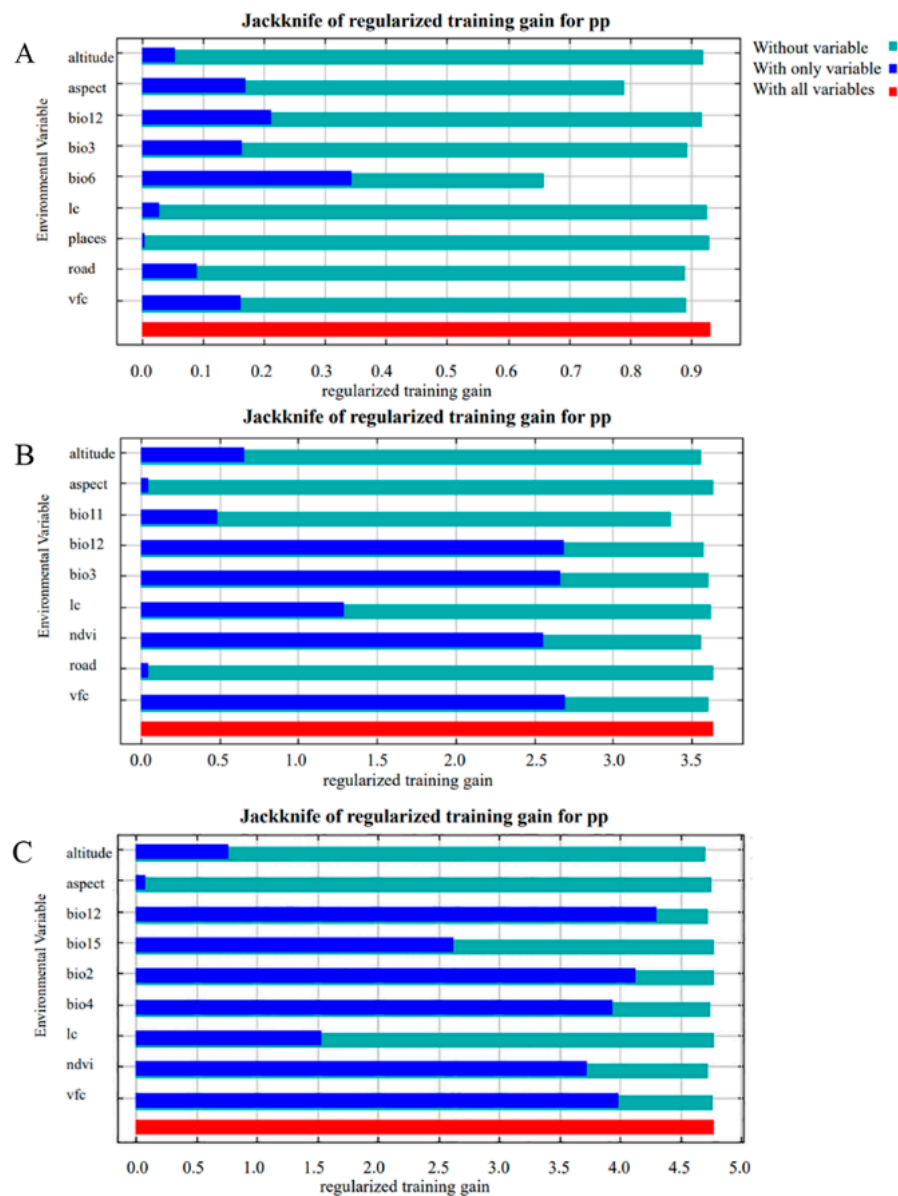 Jackknife of regularized training gain for pp
A
Without variable
With only variable
With all variables
Environmental Variable
altitude
aspect
bio12
bio3
bio6
lc
places
road
vfc
0.0 0.1 0.2 0.3 0.4 0.5 0.6 0.7 0.8 0.9
regularized training gain
Jackknife of regularized training gain for pp
B
Environmental Variable
altitude
aspect
bio11
bio12
bio3
lc
ndvi
road
vfc
0.0 0.5 1.0 1.5 2.0 2.5 3.0 3.5
regularized training gain
Jackknife of regularized training gain for pp
C
Environmental Variable
altitude
aspect
bio12
bio15
bio2
bio4
lc
ndvi
vfc
0.0 0.5 1.0 1.5 2.0 2.5 3.0 3.5 4.0 4.5 5.0
regularized training gain